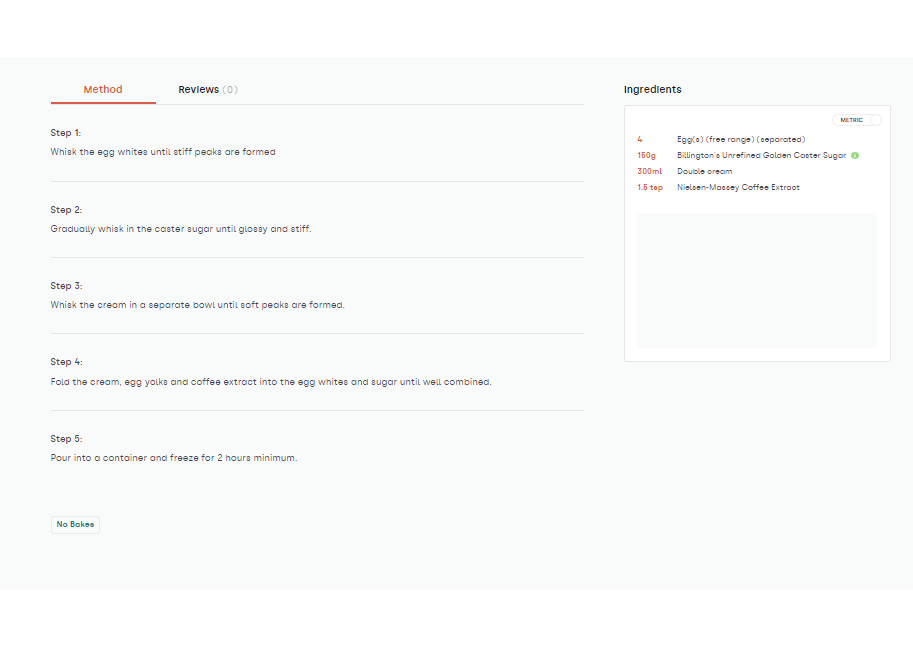 Method
Reviews (0)
Step 1:
Whisk the egg whites until stiff peaks are formed
Step 2:
Gradually whisk in the caster sugar until glossy and stiff.
Step 3:
Whisk the cream in a separate bowl until soft peaks are formed.
Step 4:
Fold the cream, egg yolks and coffee extract into the egg whites and sugar until well combined.
Step 5:
Pour into a container and freeze for 2 hours minimum.
No Bakes
Ingredients
METRIC
4 Egg(s) (free range) (separated)
150g Billington's Unrefined Golden Caster Sugar
300ml Double cream
1.5 tsp Nielsen-Massey Coffee Extract